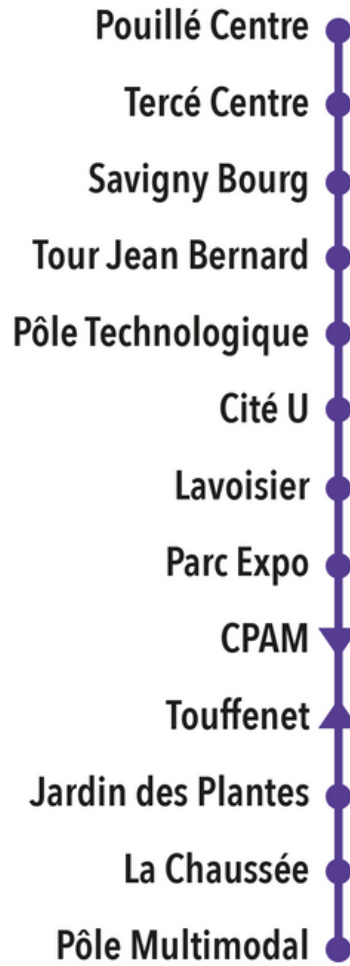 Pouillé Centre
Tercé Centre
Savigny Bourg
Tour Jean Bernard
Pôle Technologique
Cité U
Lavoisier
Parc Expo
CPAM
Touffenet
Jardin des Plantes
La Chaussée
Pôle Multimodal